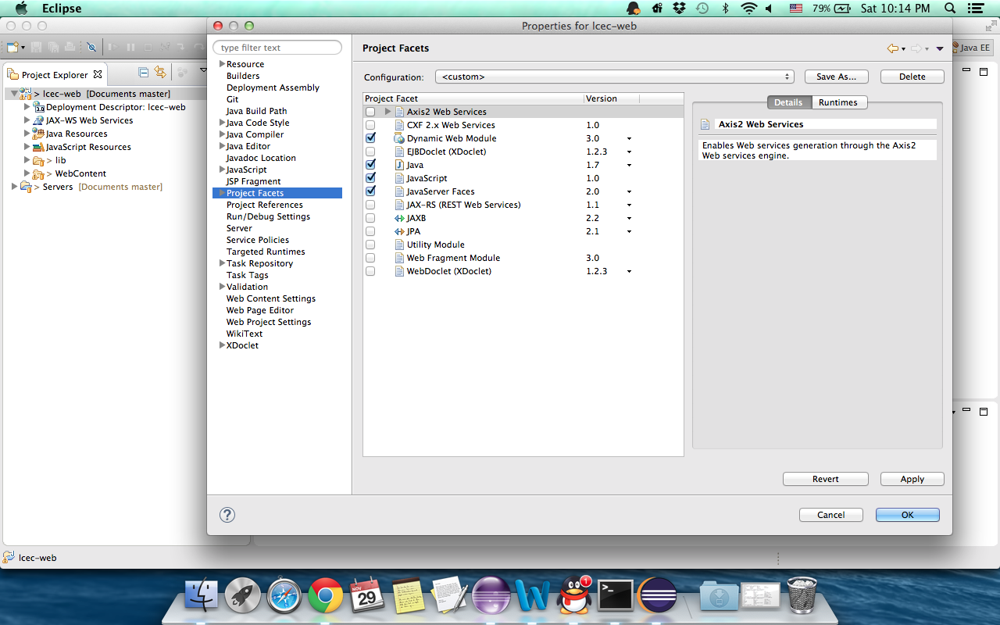 Eclipse
79%
Sat 10:14 PM
Properties for lcec-web
Java EE
Project Explorer
> lcec-web [Documents master]
Deployment Descriptor: lcec-web
JAX-WS Web Services
Java Resources
JavaScript Resources
> lib
> WebContent
> Servers [Documents master]
type filter text
Resource
Builders
Deployment Assembly
Git
Java Build Path
Java Code Style
Java Compiler
Java Editor
Javadoc Location
JavaScript
JSP Fragment
Project Facets
Project References
Run/Debug Settings
Server
Service Policies
Targeted Runtimes
Task Repository
Task Tags
Validation
Web Content Settings
Web Page Editor
Web Project Settings
WikiText
XDoclet
Project Facets
Configuration: <custom> Save As... Delete
Project Facet Version
Axis2 Web Services
CXF 2.x Web Services 1.0
Dynamic Web Module 3.0
EJBDoclet (XDoclet) 1.2.3
Java 1.7
JavaScript 1.0
JavaServer Faces 2.0
JAX-RS (REST Web Services) 1.1
JAXB 2.2
JPA 2.1
Utility Module
Web Fragment Module 3.0
WebDoclet (XDoclet) 1.2.3
Details Runtimes
Axis2 Web Services
Enables Web services generation through the Axis2
Web services engine.
Revert Apply
? Cancel OK
lcec-web
NOV
29
W
1